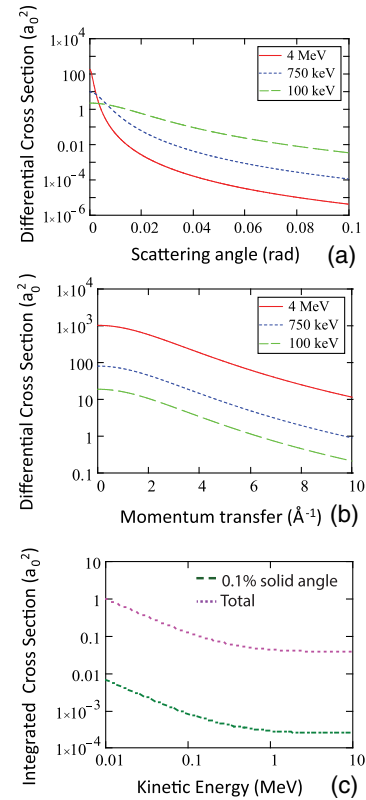 Differential Cross Section (a₀²)
1×10⁴
100
1
0.01
1×10⁻⁴
1×10⁻⁶
4 MeV
750 keV
100 keV
0
0.02
0.04
0.06
0.08
0.1
Scattering angle (rad)
(a)
Differential Cross Section (a₀²)
1×10⁴
1×10³
100
10
1
0.1
4 MeV
750 keV
100 keV
0
2
4
6
8
10
Momentum transfer (Å⁻¹)
(b)
Integrated Cross Section (a₀²)
10
1
0.1
0.01
1×10⁻³
1×10⁻⁴
0.1% solid angle
Total
0.01
0.1
1
10
Kinetic Energy (MeV)
(c)